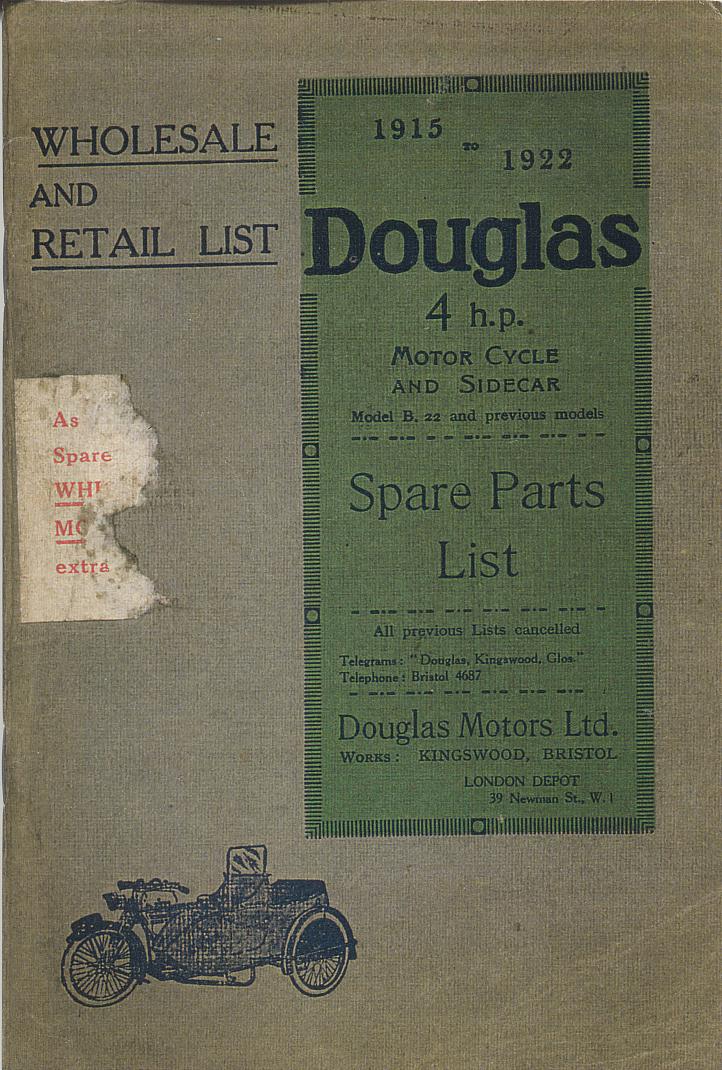 WHOLESALE
AND
RETAIL LIST
1915
TO
1922
Douglas
4 h.p.
MOTOR CYCLE
AND SIDECAR
Model B. 22 and previous models
Spare Parts
List
All previous Lists cancelled
Telegrams: "Douglas, Kingswood, Glos."
Telephone: Bristol 4687
Douglas Motors Ltd.
WORKS: KINGSWOOD, BRISTOL
LONDON DEPOT
39 Newman St., W.1
As
Spare
WH
MO
extra